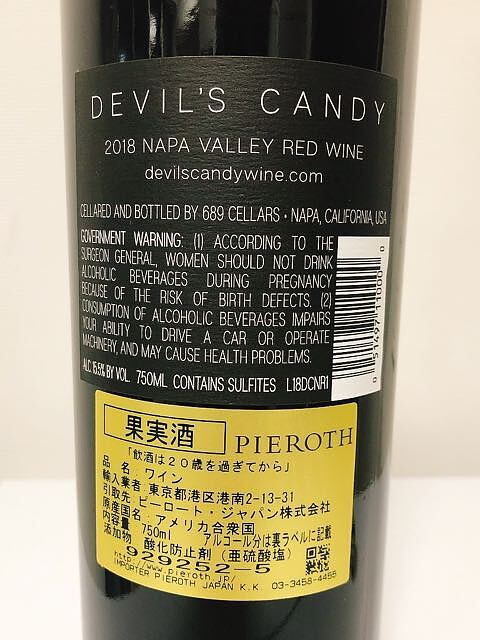 DEVIL'S CANDY
2018 NAPA VALLEY RED WINE
devilscandywine.com
CELLARED AND BOTTLED BY 689 CELLARS • NAPA, CALIFORNIA, USA
GOVERNMENT WARNING: (1) ACCORDING TO THE
SURGEON GENERAL, WOMEN SHOULD NOT DRINK
ALCOHOLIC BEVERAGES DURING PREGNANCY
BECAUSE OF THE RISK OF BIRTH DEFECTS. (2)
CONSUMPTION OF ALCOHOLIC BEVERAGES IMPAIRS
YOUR ABILITY TO DRIVE A CAR OR OPERATE
MACHINERY, AND MAY CAUSE HEALTH PROBLEMS.
ALC. 15.5% BY VOL. 750ML CONTAINS SULFITES L18DCNR1
果実酒 PIEROTH
「飲酒は20歳を過ぎてから」
品 名:ワイン
輸入業者:東京都港区港南2-13-31
引取先:ピーロート・ジャパン株式会社
原産国名:アメリカ合衆国
内容量 750ml アルコール分は裏ラベルに記載
添加物 酸化防止剤(亜硫酸塩)
929252-5
http://www.pieroth.jp/
IMPORTER PIEROTH JAPAN K.K. 03-3458-4455